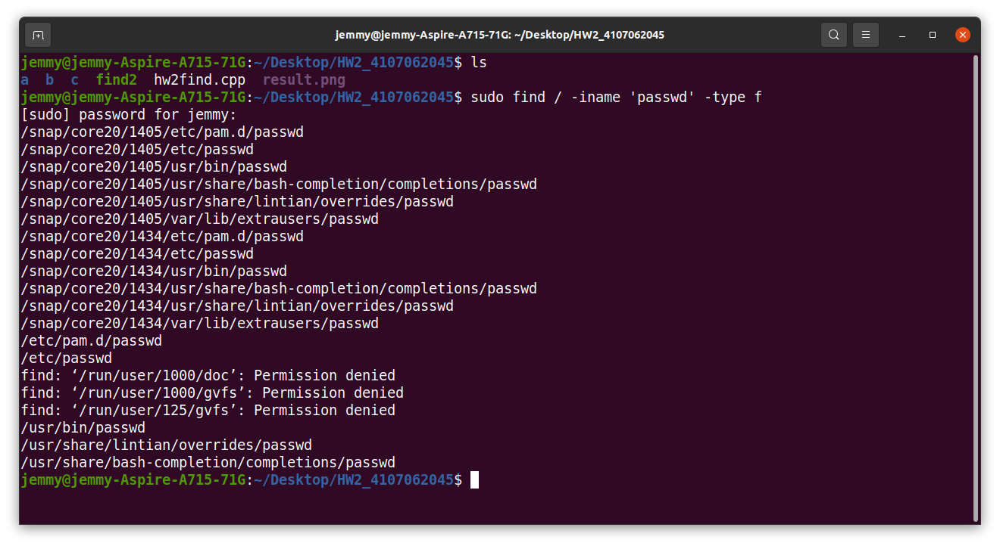 jemmy@jemmy-Aspire-A715-71G: ~/Desktop/HW2_4107062045
jemmy@jemmy-Aspire-A715-71G:~/Desktop/HW2_4107062045$ ls
a  b  c  find2  hw2find.cpp  result.png
jemmy@jemmy-Aspire-A715-71G:~/Desktop/HW2_4107062045$ sudo find / -iname 'passwd' -type f
[sudo] password for jemmy:
/snap/core20/1405/etc/pam.d/passwd
/snap/core20/1405/etc/passwd
/snap/core20/1405/usr/bin/passwd
/snap/core20/1405/usr/share/bash-completion/completions/passwd
/snap/core20/1405/usr/share/lintian/overrides/passwd
/snap/core20/1405/var/lib/extrausers/passwd
/snap/core20/1434/etc/pam.d/passwd
/snap/core20/1434/etc/passwd
/snap/core20/1434/usr/bin/passwd
/snap/core20/1434/usr/share/bash-completion/completions/passwd
/snap/core20/1434/usr/share/lintian/overrides/passwd
/snap/core20/1434/var/lib/extrausers/passwd
/etc/pam.d/passwd
/etc/passwd
find: ‘/run/user/1000/doc’: Permission denied
find: ‘/run/user/1000/gvfs’: Permission denied
find: ‘/run/user/125/gvfs’: Permission denied
/usr/bin/passwd
/usr/share/lintian/overrides/passwd
/usr/share/bash-completion/completions/passwd
jemmy@jemmy-Aspire-A715-71G:~/Desktop/HW2_4107062045$